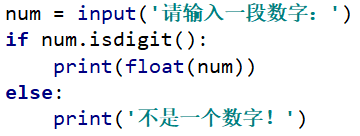 num = input('请输入一段数字：')
if num.isdigit():
    print(float(num))
else:
    print('不是一个数字！')